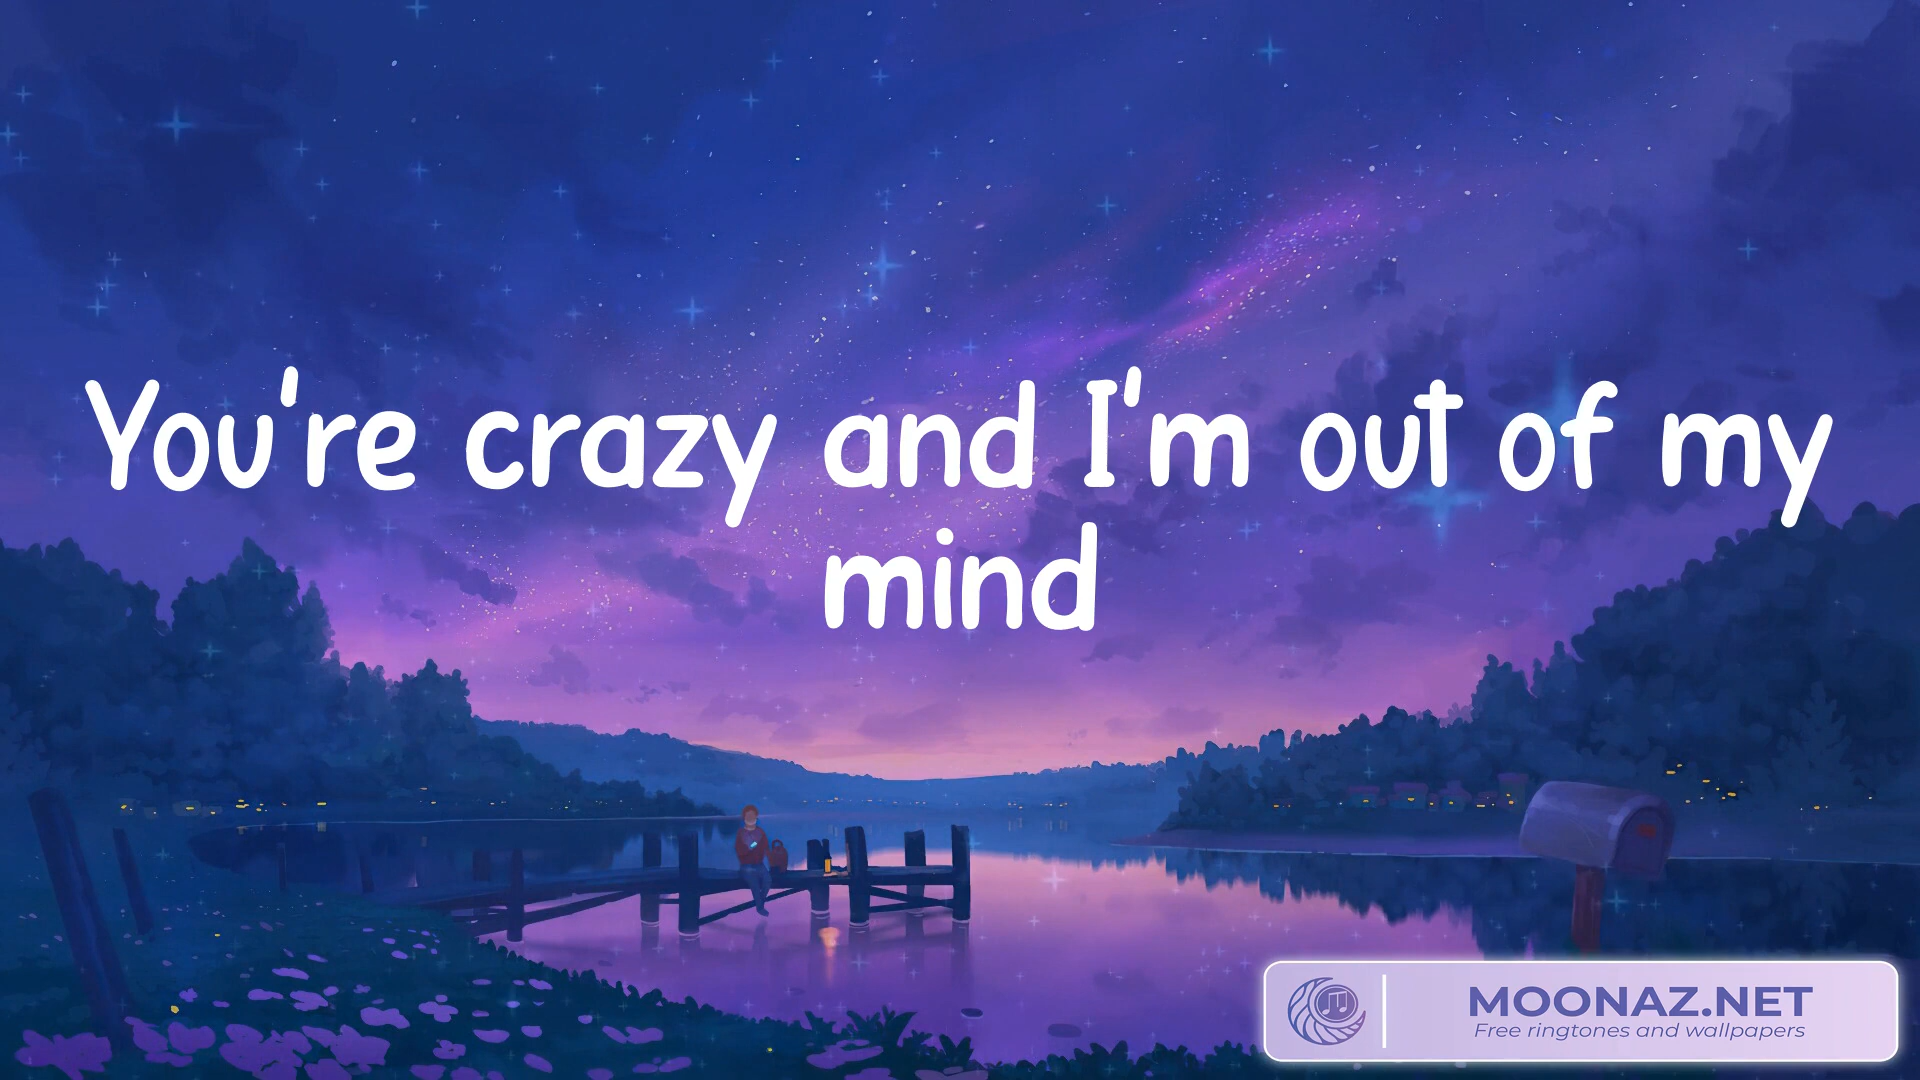 You're crazy and I'm out of my
mind
MOONAZ.NET
Free ringtones and wallpapers